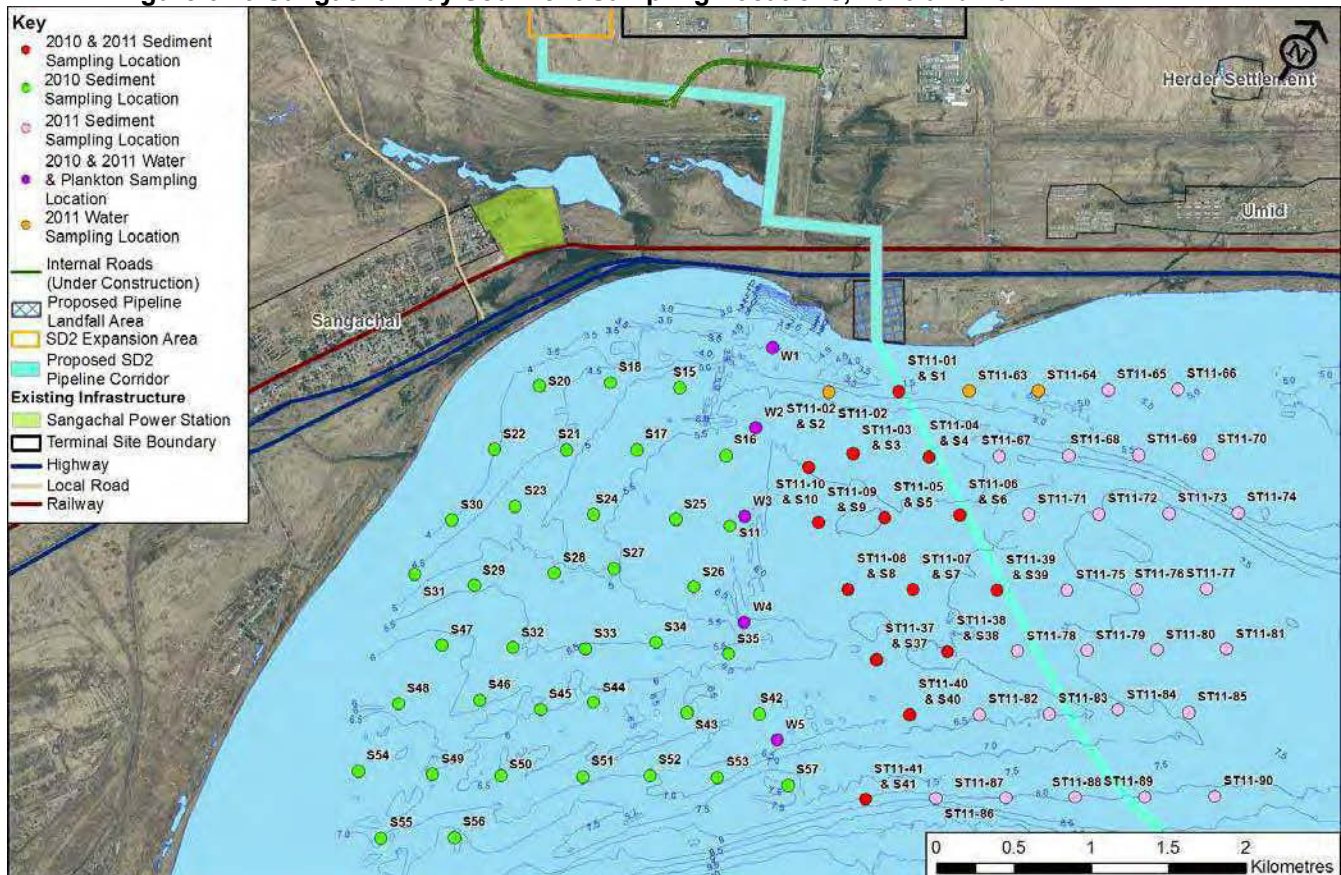 Key
2010 & 2011 Sediment
Sampling Location
2010 Sediment
Sampling Location
2011 Sediment
Sampling Location
2010 & 2011 Water
& Plankton Sampling
Location
2011 Water
Sampling Location
Internal Roads
(Under Construction)
Proposed Pipeline
Landfall Area
SD2 Expansion Area
Proposed SD2
Pipeline Corridor
Existing Infrastructure
Sangachal Power Station
Terminal Site Boundary
Highway
Local Road
Railway
N
Herder Settlement
Umid
Sangachal
W1
ST11-01
& S1
ST11-63
ST11-64
ST11-65
ST11-66
S20
S18
S15
W2
ST11-02
& S2
ST11-02
ST11-03
& S3
ST11-04
& S4
ST11-67
ST11-68
ST11-69
ST11-70
S22
S21
S17
S16
ST11-10
& S10
ST11-09
& S9
ST11-05
& S5
ST11-06
& S6
ST11-71
ST11-72
ST11-73
ST11-74
S30
S23
S24
S25
W3
S11
ST11-08
& S8
ST11-07
& S7
ST11-39
& S39
ST11-75
ST11-76
ST11-77
S31
S29
S28
S27
S26
W4
ST11-37
& S37
ST11-38
& S38
ST11-78
ST11-79
ST11-80
ST11-81
S47
S32
S33
S34
S35
ST11-40
& S40
ST11-82
ST11-83
ST11-84
ST11-85
S48
S46
S45
S44
S43
S42
W5
S54
S49
S50
S51
S52
S53
S57
ST11-41
& S41
ST11-87
ST11-88
ST11-89
ST11-90
ST11-86
S55
S56
0 0.5 1 1.5 2
Kilometres